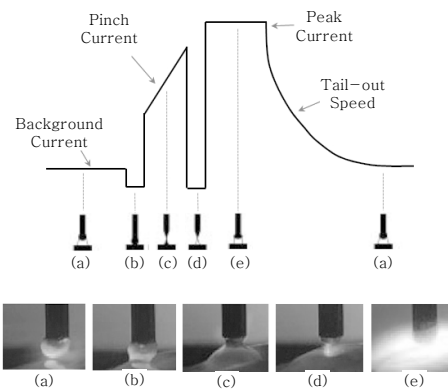 Pinch
Current
Peak
Current
Tail-out
Speed
Background
Current
(a) (b) (c) (d) (e) (a)
(a) (b) (c) (d) (e)